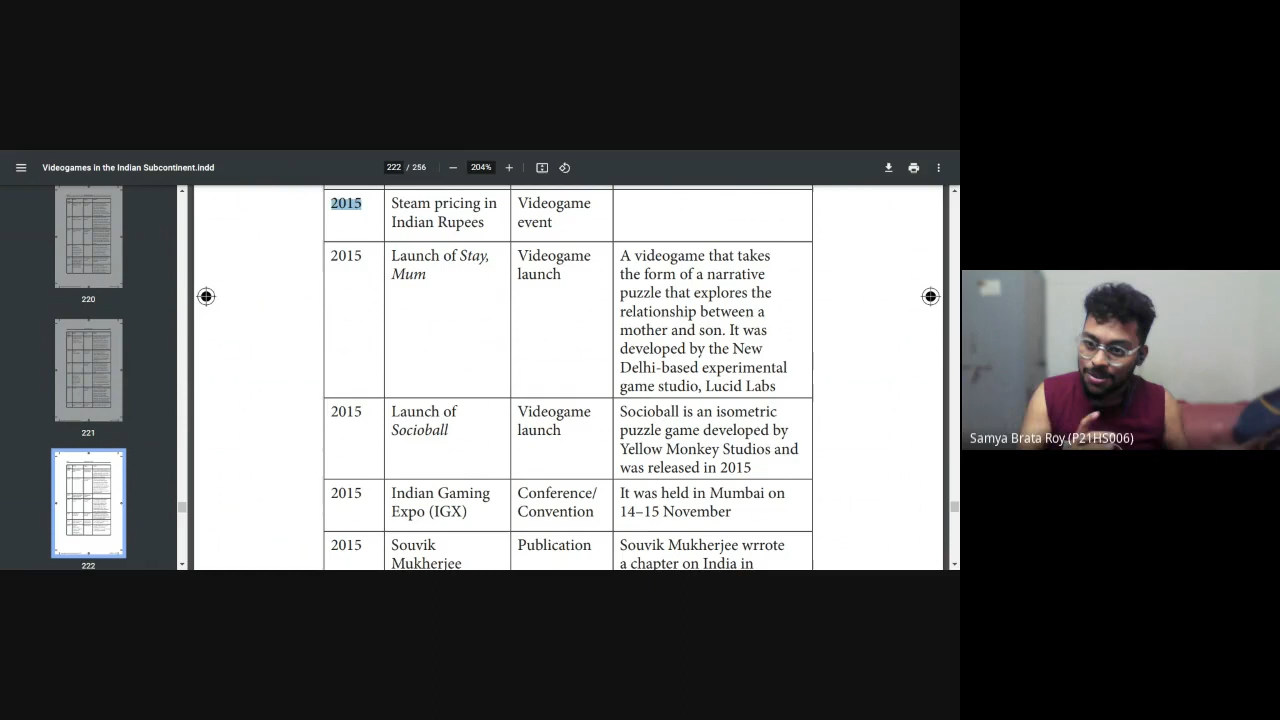 Videogames in the Indian Subcontinent.indd
222 / 256
204%
220
221
222
2015
Steam pricing in
Indian Rupees
Videogame
event
2015
Launch of Stay,
Mum
Videogame
launch
A videogame that takes
the form of a narrative
puzzle that explores the
relationship between a
mother and son. It was
developed by the New
Delhi-based experimental
game studio, Lucid Labs
2015
Launch of
Socioball
Videogame
launch
Socioball is an isometric
puzzle game developed by
Yellow Monkey Studios and
was released in 2015
2015
Indian Gaming
Expo (IGX)
Conference/
Convention
It was held in Mumbai on
14–15 November
2015
Souvik
Mukherjee
Publication
Souvik Mukherjee wrrote
a chapter on India in
Samya Brata Roy (P21HS006)